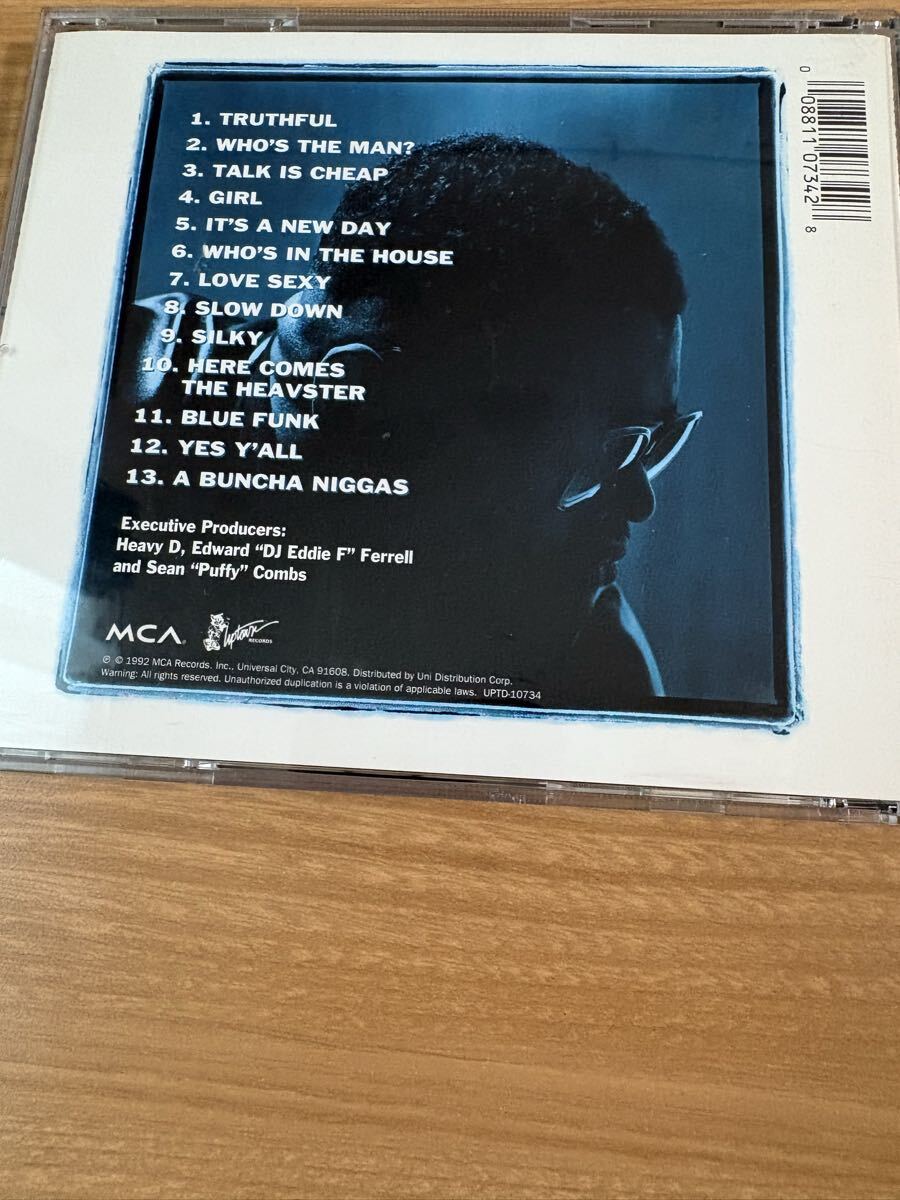 1. TRUTHFUL
2. WHO'S THE MAN?
3. TALK IS CHEAP
4. GIRL
5. IT'S A NEW DAY
6. WHO'S IN THE HOUSE
7. LOVE SEXY
8. SLOW DOWN
9. SILKY
10. HERE COMES
THE HEAVSTER
11. BLUE FUNK
12. YES Y'ALL
13. A BUNCHA NIGGAS
Executive Producers:
Heavy D, Edward "DJ Eddie F" Ferrell
and Sean "Puffy" Combs
MCA® Uptown RECORDS
℗ © 1992 MCA Records. Inc., Universal City, CA 91608. Distributed by Uni Distribution Corp.
Warning: All rights reserved. Unauthorized duplication is a violation of applicable laws. UPTD-10734
0 08811 07342 8